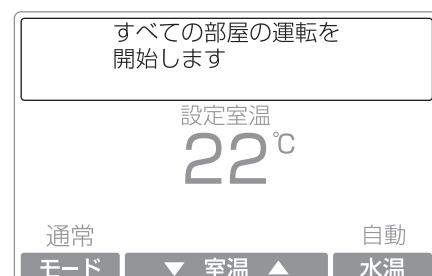 すべての部屋の運転を
開始します
設定室温
22℃
通常 自動
モード ▼ 室温 ▲ 水温